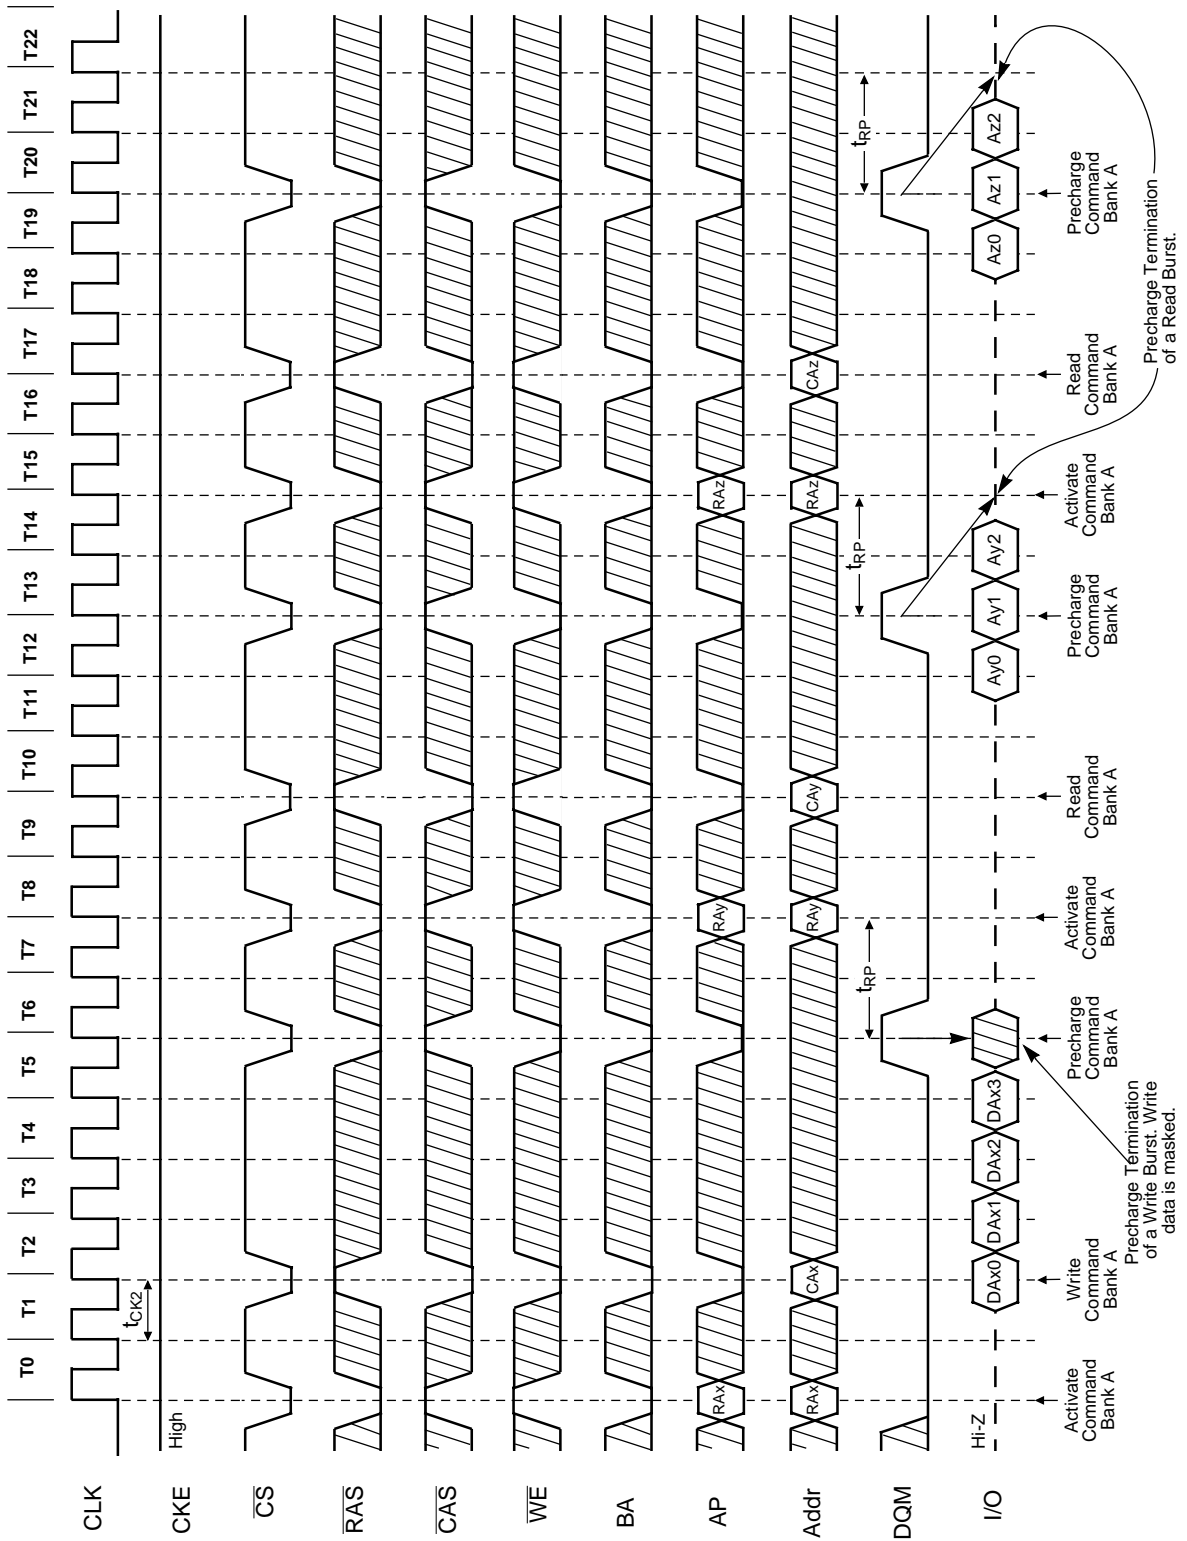 T0 T1 T2 T3 T4 T5 T6 T7 T8 T9 T10 T11 T12 T13 T14 T15 T16 T17 T18 T19 T20 T21 T22
CLK
tCK2
CKE
High
CS
RAS
CAS
WE
BA
AP
RAx RAy RAz
Addr
RAx CAx RAy CAy RAz CAz
DQM
tRP tRP tRP
I/O
Hi-Z
DAx0 DAx1 DAx2 DAx3 Ay0 Ay1 Ay2 Az0 Az1 Az2
Activate
Command
Bank A
Write
Command
Bank A
Precharge
Command
Bank A
Activate
Command
Bank A
Read
Command
Bank A
Precharge
Command
Bank A
Activate
Command
Bank A
Read
Command
Bank A
Precharge
Command
Bank A
Precharge Termination
of a Write Burst. Write
data is masked.
Precharge Termination
of a Read Burst.